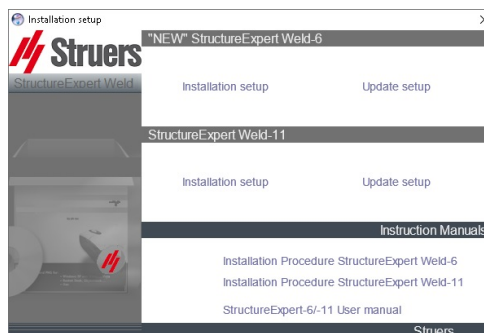 Installation setup
Struers
StructureExpert Weld
"NEW" StructureExpert Weld-6
Installation setup Update setup
StructureExpert Weld-11
Installation setup Update setup
Instruction Manuals
Installation Procedure StructureExpert Weld-6
Installation Procedure StructureExpert Weld-11
StructureExpert-6/-11 User manual
Struers